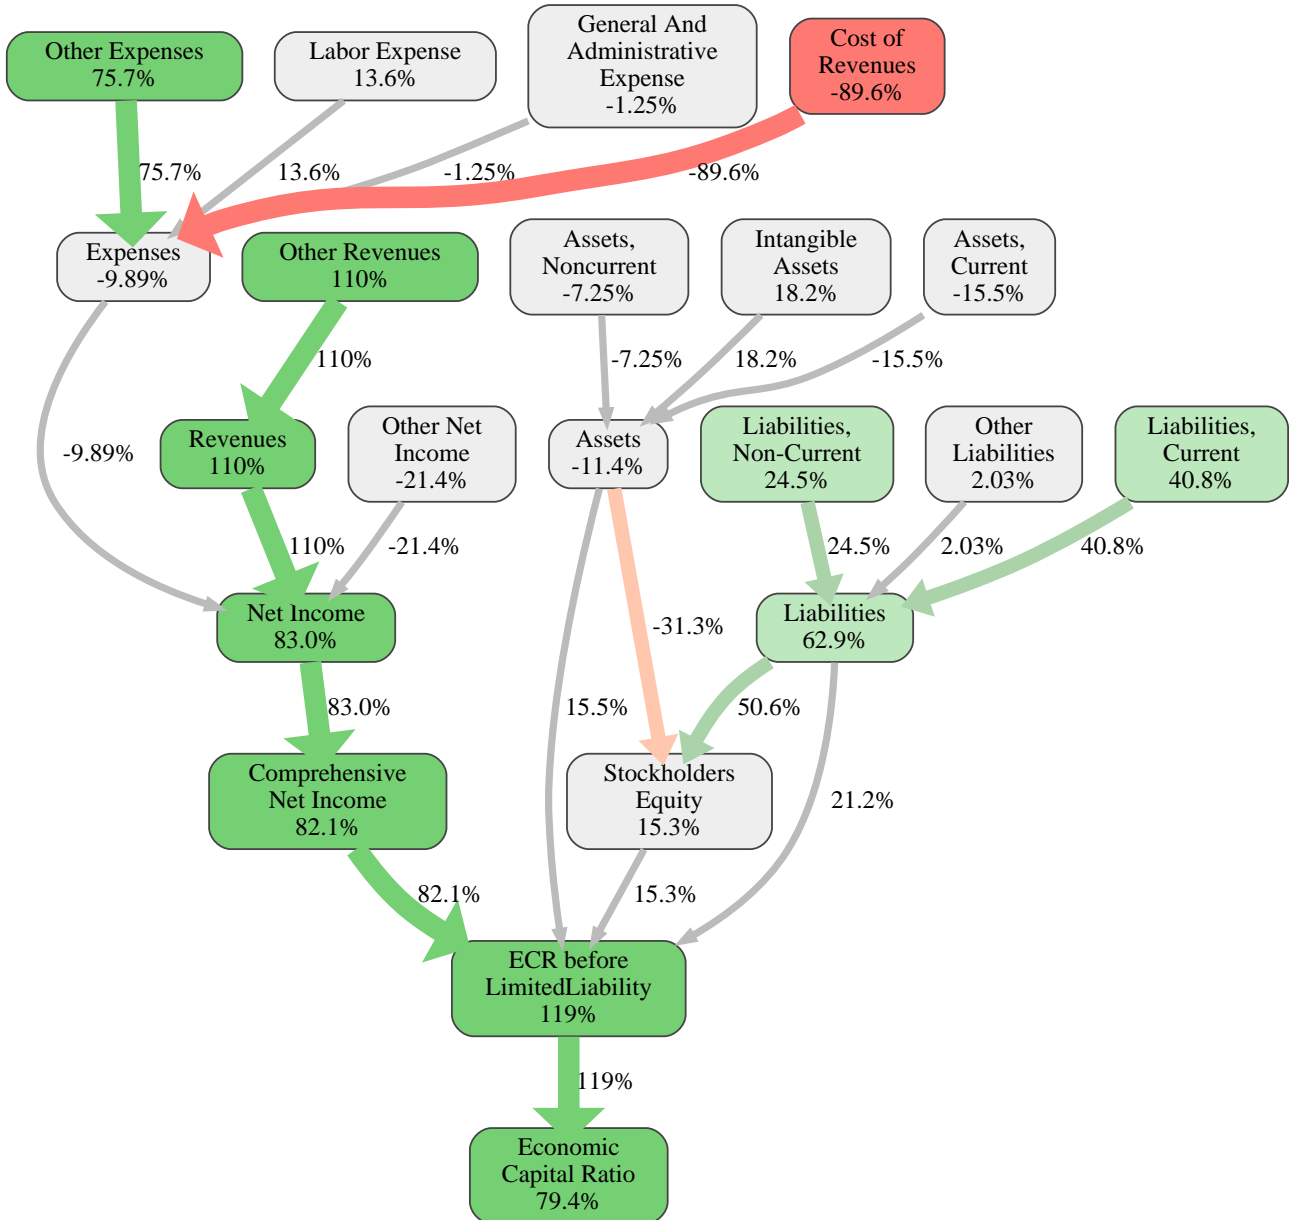 Other Expenses
75.7%
Labor Expense
13.6%
General And
Administrative
Expense
-1.25%
Cost of
Revenues
-89.6%
75.7%
13.6%
-1.25%
-89.6%
Expenses
-9.89%
Other Revenues
110%
Assets,
Noncurrent
-7.25%
Intangible
Assets
18.2%
Assets,
Current
-15.5%
110%
-7.25%
18.2%
-15.5%
-9.89%
Revenues
110%
Other Net
Income
-21.4%
Assets
-11.4%
Liabilities,
Non-Current
24.5%
Other
Liabilities
2.03%
Liabilities,
Current
40.8%
110%
-21.4%
24.5%
2.03%
40.8%
Net Income
83.0%
-31.3%
Liabilities
62.9%
83.0%
15.5%
50.6%
Comprehensive
Net Income
82.1%
Stockholders
Equity
15.3%
21.2%
82.1%
15.3%
ECR before
LimitedLiability
119%
119%
Economic
Capital Ratio
79.4%